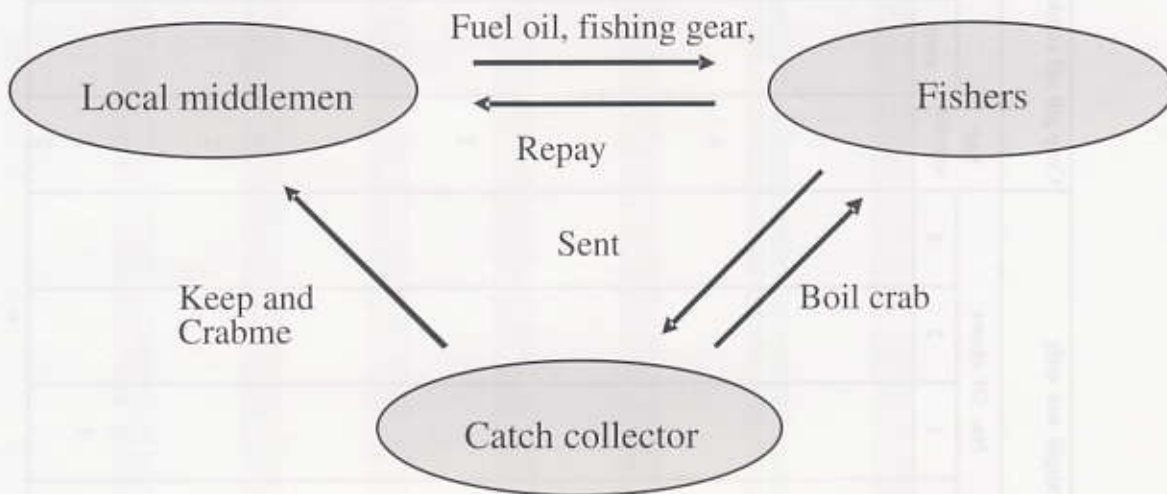 Fuel oil, fishing gear,
Local middlemen
Fishers
Repay
Sent
Keep and
Crabme
Boil crab
Catch collector